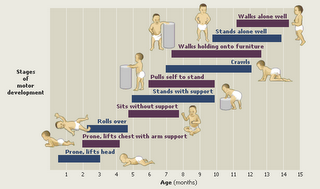 Walks alone well
Stands alone well
Walks holding onto furniture
Crawls
Pulls self to stand
Stands with support
Sits without support
Rolls over
Prone, lifts chest with arm support
Prone, lifts head
Stages
of
motor
development
1 2 3 4 5 6 7 8 9 10 11 12 13 14 15
Age (months)